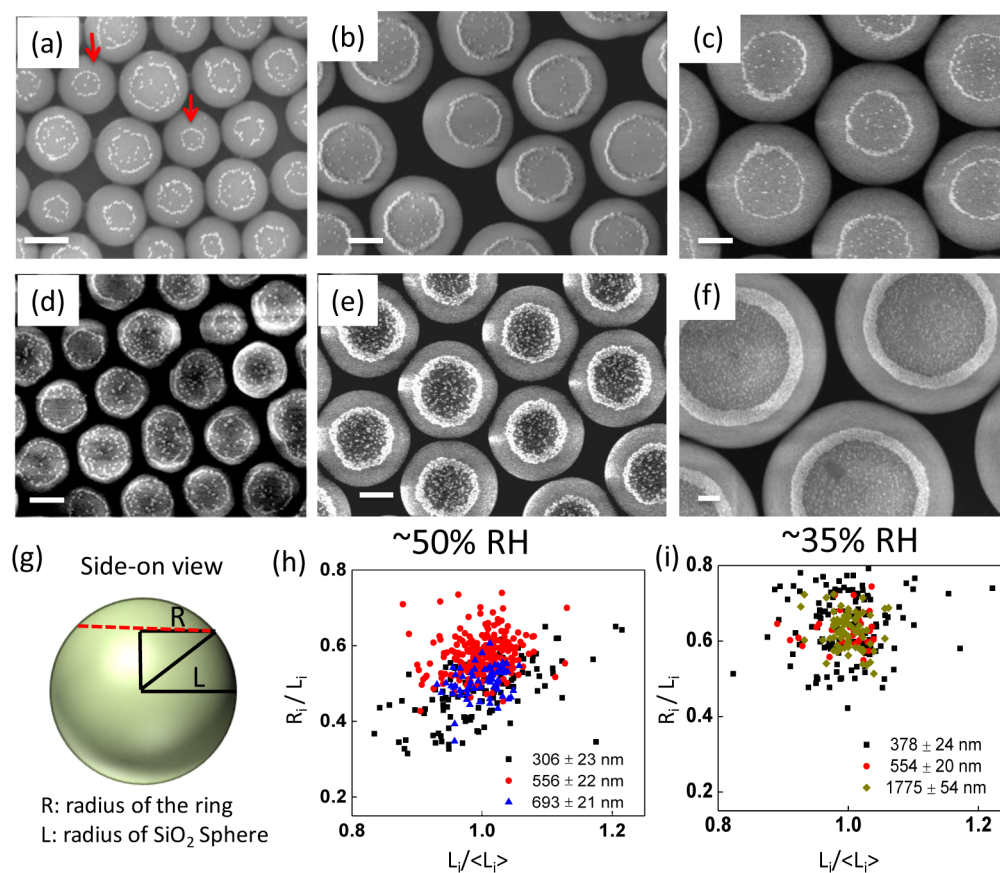 (a)
(b)
(c)
(d)
(e)
(f)
(g)
Side-on view
R
L
R: radius of the ring
L: radius of SiO₂ Sphere
(h)
~50% RH
0.8
0.6
0.4
0.2
Rᵢ / Lᵢ
306 ± 23 nm
556 ± 22 nm
693 ± 21 nm
0.8 1.0 1.2
Lᵢ/<Lᵢ>
(i)
~35% RH
0.8
0.6
0.4
0.2
Rᵢ / Lᵢ
378 ± 24 nm
554 ± 20 nm
1775 ± 54 nm
0.8 1.0 1.2
Lᵢ/<Lᵢ>